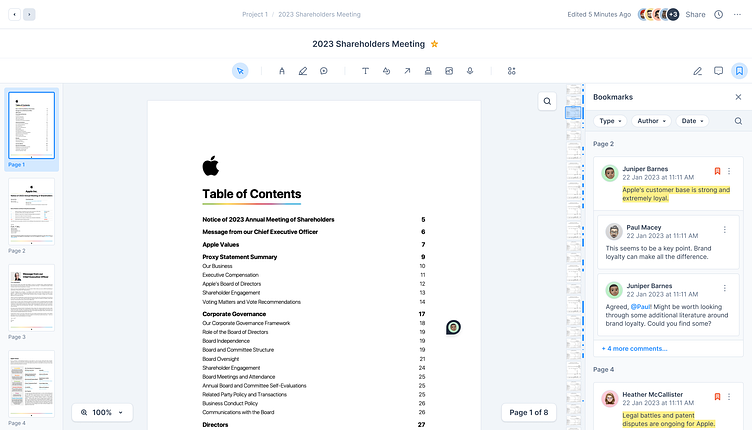 Project 1 / 2023 Shareholders Meeting
Edited 5 Minutes Ago
+3
Share
2023 Shareholders Meeting
Page 1
Page 2
Page 3
Page 4
Table of Contents
Notice of 2023 Annual Meeting of Shareholders 5
Message from our Chief Executive Officer 6
Apple Values 7
Proxy Statement Summary 9
Our Business 10
Executive Compensation 11
Apple's Board of Directors 12
Shareholder Engagement 13
Voting Matters and Vote Recommendations 14
Corporate Governance 17
Our Corporate Governance Framework 18
Role of the Board of Directors 19
Board Independence 19
Board and Committee Structure 19
Board Oversight 21
Shareholder Engagement 24
Board Meetings and Attendance 25
Annual Board and Committee Self-Evaluations 25
Related Party Policy and Transactions 25
Business Conduct Policy 26
Communications with the Board 26
Directors 27
100%
Page 1 of 8
Bookmarks
Type
Author
Date
Page 2
Juniper Barnes
22 Jan 2023 at 11:11 AM
Apple's customer base is strong and
extremely loyal.
Paul Macey
22 Jan 2023 at 11:11 AM
This seems to be a key point. Brand
loyalty can make all the difference.
Juniper Barnes
22 Jan 2023 at 11:11 AM
Agreed, @Paul! Might be worth looking
through some additional literature around
brand loyalty. Could you find some?
+ 4 more comments...
Page 4
Heather McCallister
22 Jan 2023 at 11:11 AM
Legal battles and patent
disputes are ongoing for Apple.